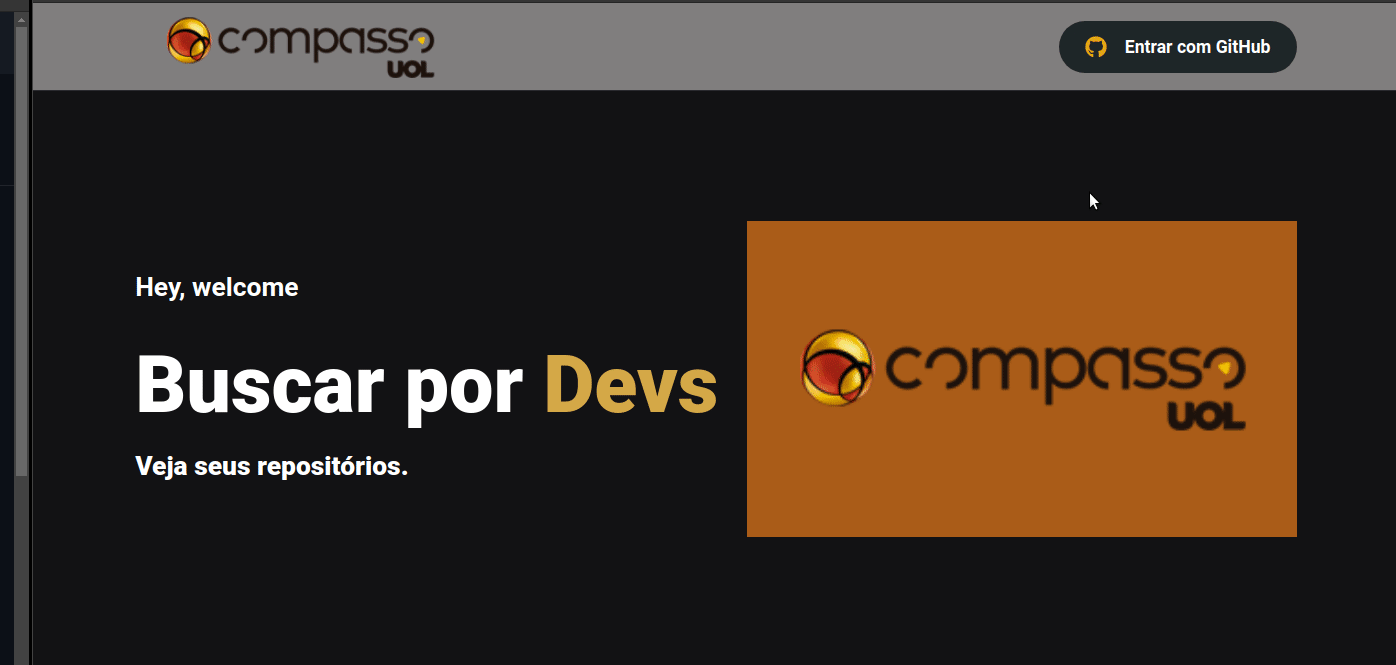 compasso
UOL
Entrar com GitHub
Hey, welcome
Buscar por Devs
Veja seus repositórios.
compasso
UOL